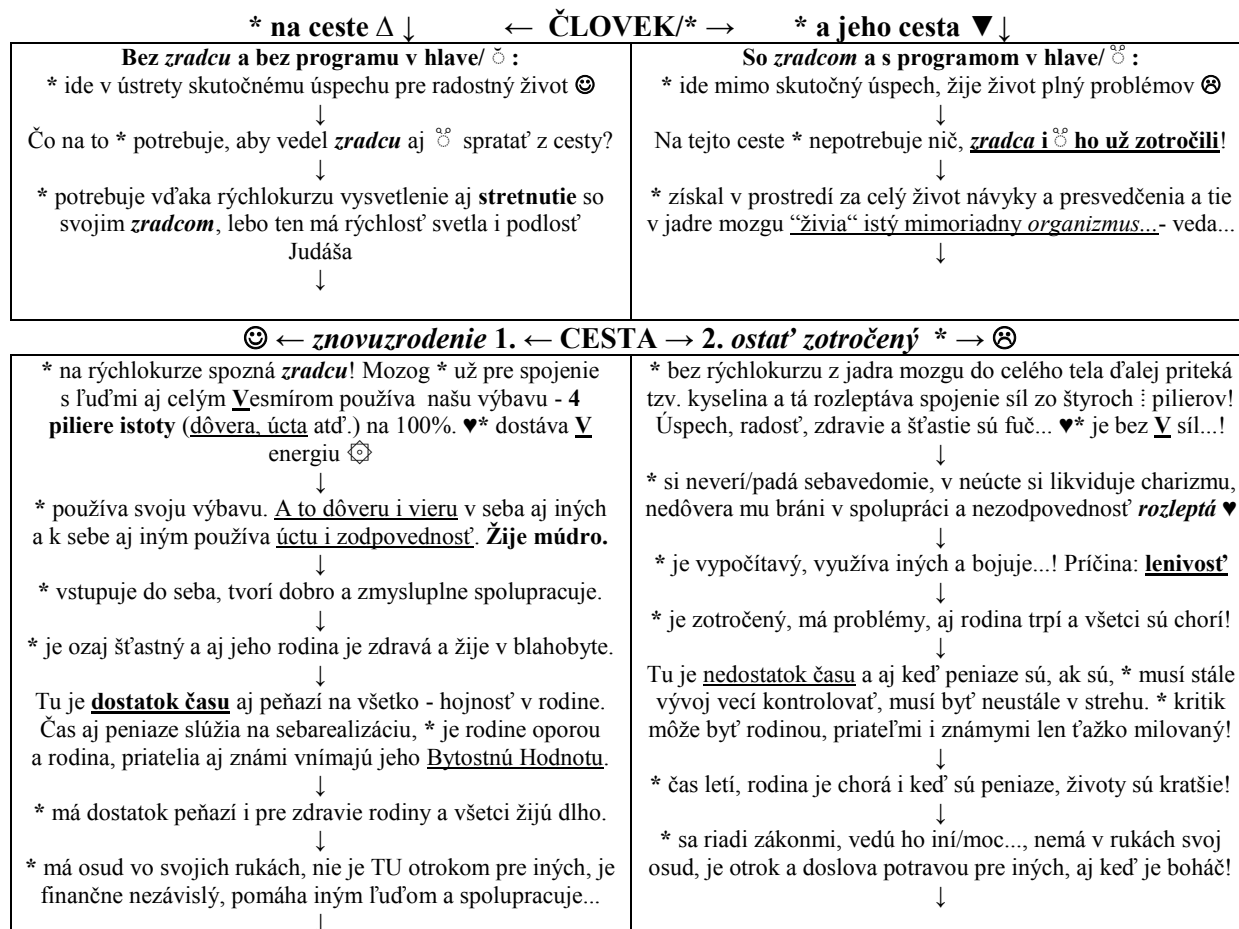 * na ceste ∆ ↓ ← ČLOVEK/* → * a jeho cesta ▼↓
Bez zradcu a bez programu v hlave/ ⍥ :
* ide v ústrety skutočnému úspechu pre radostný život ☺
↓
Čo na to * potrebuje, aby vedel zradcu aj spratať z cesty?
↓
* potrebuje vďaka rýchlokurzu vysvetlenie aj stretnutie so
svojim zradcom, lebo ten má rýchlosť svetla i podlosť
Judáša
↓
So zradcom a s programom v hlave/ :
* ide mimo skutočný úspech, žije život plný problémov ☹
↓
Na tejto ceste * nepotrebuje nič, zradca i ho už zotročili!
↓
* získal v prostredí za celý život návyky a presvedčenia a tie
v jadre mozgu “živia“ istý mimoriadny organizmus...- veda...
↓
☺ ← znovuzrodenie 1. ← CESTA → 2. ostať zotročený * → ☹
* na rýchlokurze spozná zradcu! Mozog * už pre spojenie
s ľuďmi aj celým Vesmírom používa našu výbavu - 4
piliere istoty (dôvera, úcta atď.) na 100%. ♥* dostáva V
energiu ۞
↓
* používa svoju výbavu. A to dôveru i vieru v seba aj iných
a k sebe aj iným používa úctu i zodpovednosť. Žije múdro.
↓
* vstupuje do seba, tvorí dobro a zmysluplne spolupracuje.
↓
* je ozaj šťastný a aj jeho rodina je zdravá a žije v blahobyte.
↓
Tu je dostatok času aj peňazí na všetko - hojnosť v rodine.
Čas aj peniaze slúžia na sebarealizáciu, * je rodine oporou
a rodina, priatelia aj známi vnímajú jeho Bytostnú Hodnotu.
↓
* má dostatok peňazí i pre zdravie rodiny a všetci žijú dlho.
↓
* má osud vo svojich rukách, nie je TU otrokom pre iných, je
finančne nezávislý, pomáha iným ľuďom a spolupracuje...
↓
* bez rýchlokurzu z jadra mozgu do celého tela ďalej priteká
tzv. kyselina a tá rozleptáva spojenie síl zo štyroch ⁞ pilierov!
Úspech, radosť, zdravie a šťastie sú fuč... ♥* je bez V síl...!
↓
* si neverí/padá sebavedomie, v neúcte si likviduje charizmu,
nedôvera mu bráni v spolupráci a nezodpovednosť rozleptá ♥
↓
* je vypočítavý, využíva iných a bojuje...! Príčina: lenivosť
↓
* je zotročený, má problémy, aj rodina trpí a všetci sú chorí!
↓
Tu je nedostatok času a aj keď peniaze sú, ak sú, * musí stále
vývoj vecí kontrolovať, musí byť neustále v strehu. * kritik
môže byť rodinou, priateľmi i známymi len ťažko milovaný!
↓
* čas letí, rodina je chorá i keď sú peniaze, životy sú kratšie!
↓
* sa riadi zákonmi, vedú ho iní/moc..., nemá v rukách svoj
osud, je otrok a doslova potravou pre iných, aj keď je boháč!
↓